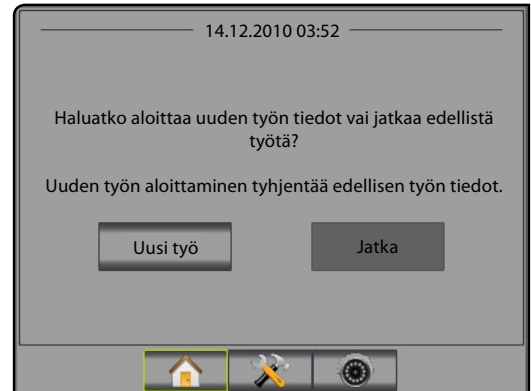 14.12.2010 03:52
Haluatko aloittaa uuden työn tiedot vai jatkaa edellistä
työtä?
Uuden työn aloittaminen tyhjentää edellisen työn tiedot.
Uusi työ
Jatka